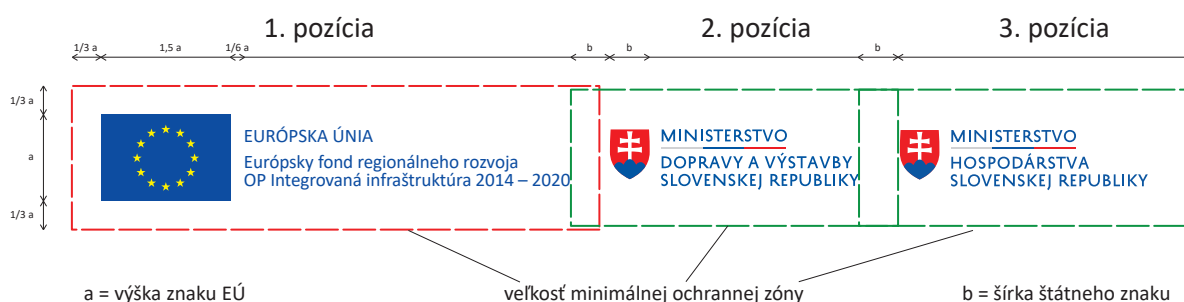 1. pozícia
2. pozícia
3. pozícia
1/3 a
1,5 a
1/6 a
b
b
b
1/3 a
a
1/3 a
EURÓPSKA ÚNIA
Európsky fond regionálneho rozvoja
OP Integrovaná infraštruktúra 2014 – 2020
MINISTERSTVO
DOPRAVY A VÝSTAVBY
SLOVENSKEJ REPUBLIKY
MINISTERSTVO
HOSPODÁRSTVA
SLOVENSKEJ REPUBLIKY
a = výška znaku EÚ
veľkosť minimálnej ochrannej zóny
b = šírka štátneho znaku